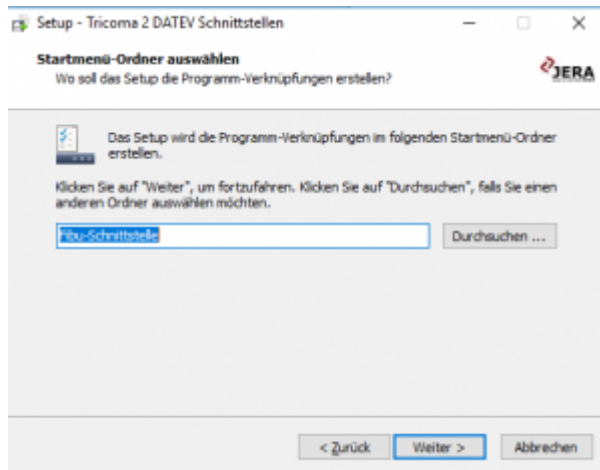 Setup - Tricoma 2 DATEV Schnittstellen
Startmenü-Ordner auswählen
Wo soll das Setup die Programm-Verknüpfungen erstellen?
JERA
Das Setup wird die Programm-Verknüpfungen im folgenden Startmenü-Ordner
erstellen.
Klicken Sie auf "Weiter", um fortzufahren. Klicken Sie auf "Durchsuchen", falls Sie einen
anderen Ordner auswählen möchten.
Fibu-Schnittstelle
Durchsuchen ...
< Zurück
Weiter >
Abbrechen